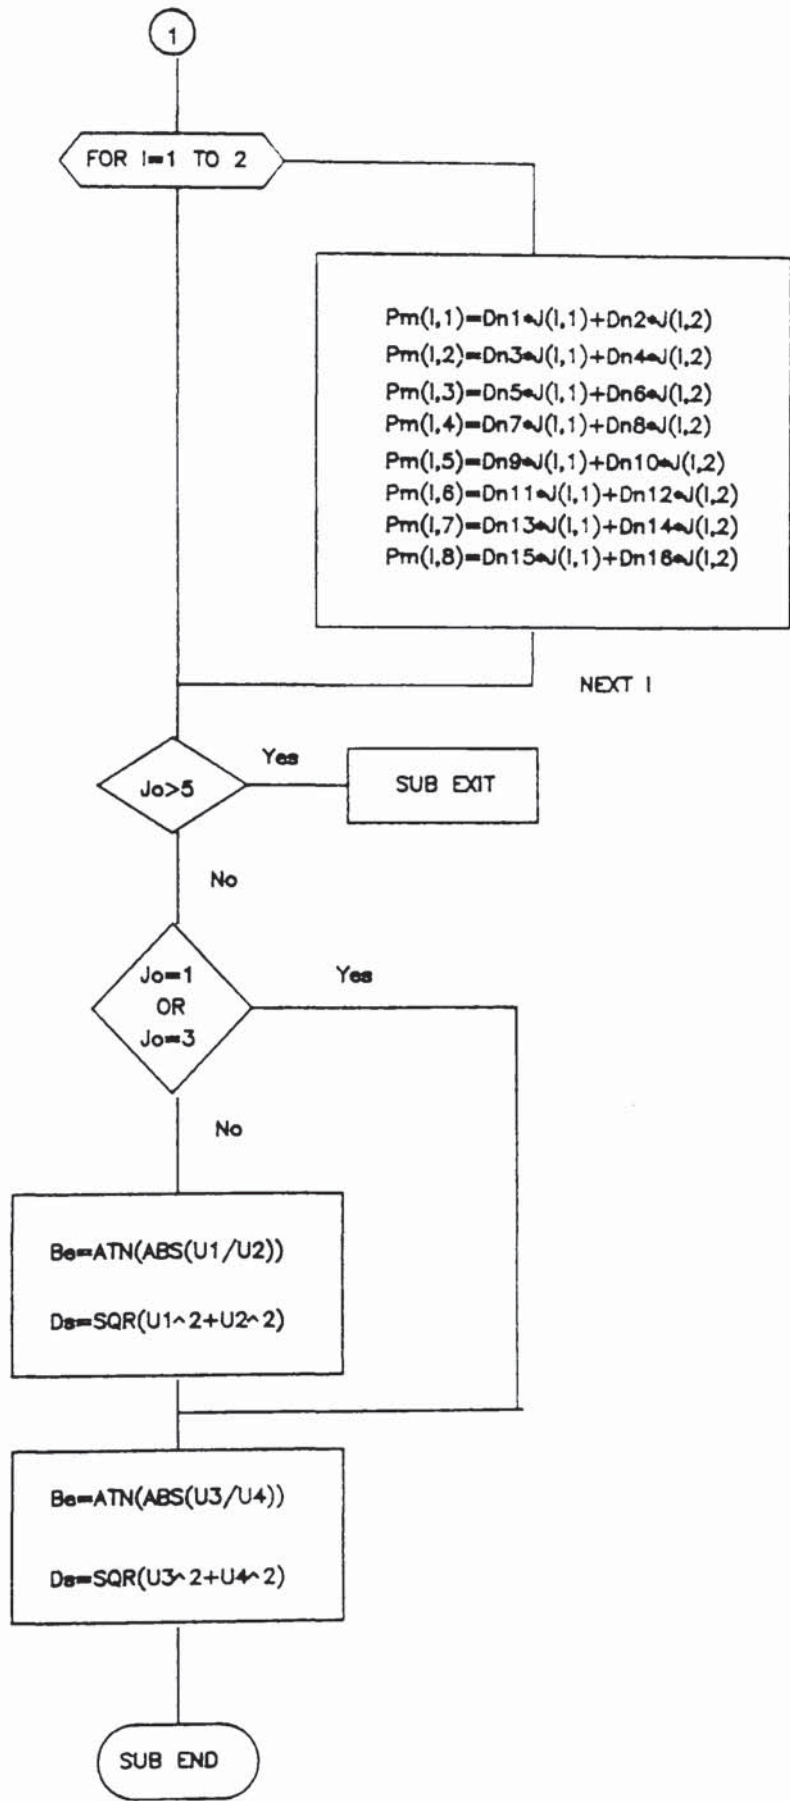 1
FOR I=1 TO 2
Pm(I,1)=Dn1*J(I,1)+Dn2*J(I,2)
Pm(I,2)=Dn3*J(I,1)+Dn4*J(I,2)
Pm(I,3)=Dn5*J(I,1)+Dn6*J(I,2)
Pm(I,4)=Dn7*J(I,1)+Dn8*J(I,2)
Pm(I,5)=Dn9*J(I,1)+Dn10*J(I,2)
Pm(I,6)=Dn11*J(I,1)+Dn12*J(I,2)
Pm(I,7)=Dn13*J(I,1)+Dn14*J(I,2)
Pm(I,8)=Dn15*J(I,1)+Dn16*J(I,2)
NEXT I
Jo>5
Yes
SUB EXIT
No
Jo=1
OR
Jo=3
Yes
No
Be=ATN(ABS(U1/U2))
Ds=SQR(U1^2+U2^2)
Be=ATN(ABS(U3/U4))
Ds=SQR(U3^2+U4^2)
SUB END